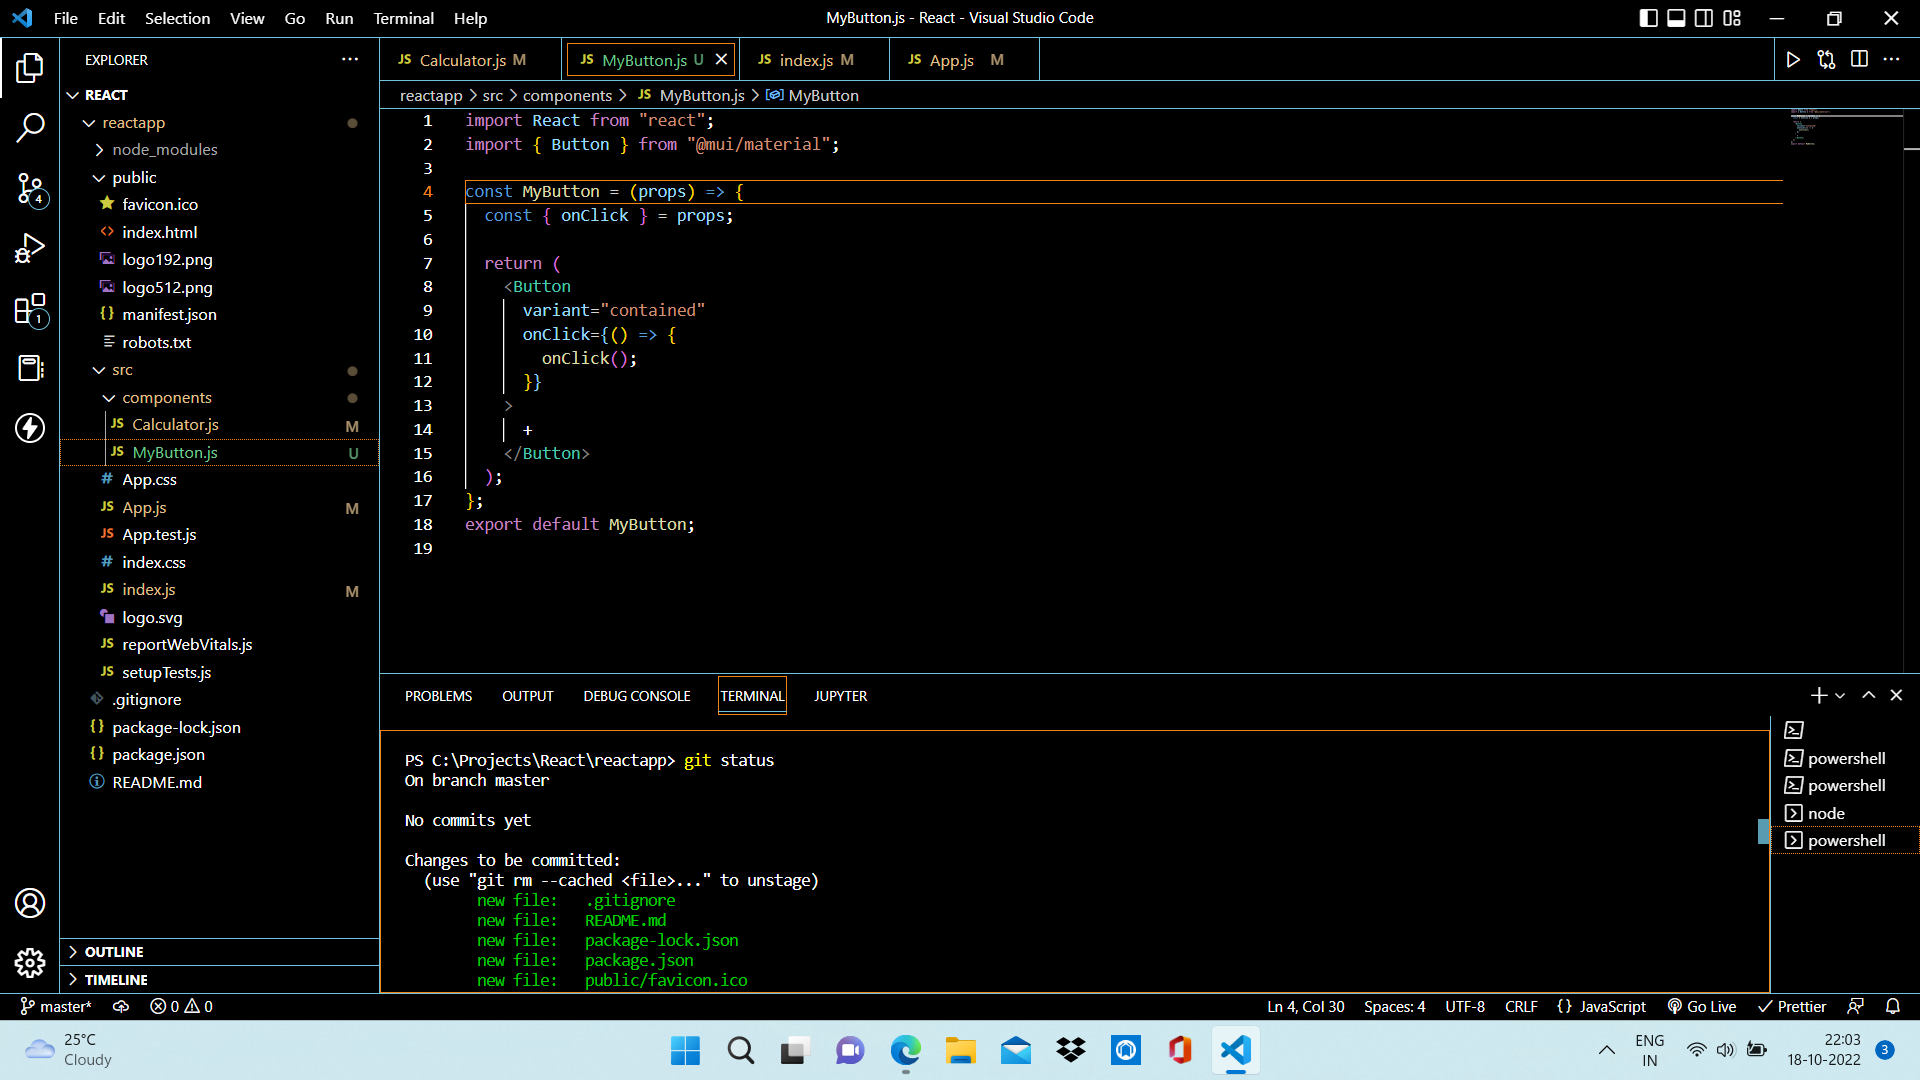 File Edit Selection View Go Run Terminal Help
MyButton.js - React - Visual Studio Code
EXPLORER
REACT
reactapp
node_modules
public
favicon.ico
index.html
logo192.png
logo512.png
manifest.json
robots.txt
src
components
JS Calculator.js M
JS MyButton.js U
# App.css
JS App.js M
JS App.test.js
# index.css
JS index.js M
logo.svg
JS reportWebVitals.js
JS setupTests.js
.gitignore
{} package-lock.json
{} package.json
README.md
OUTLINE
TIMELINE
4
1
JS Calculator.js M
JS MyButton.js U
JS index.js M
JS App.js M
reactapp > src > components > JS MyButton.js > MyButton
1 import React from "react";
2 import { Button } from "@mui/material";
3
4 const MyButton = (props) => {
5 const { onClick } = props;
6
7 return (
8 <Button
9 variant="contained"
10 onClick={() => {
11 onClick();
12 }}
13 >
14 +
15 </Button>
16 );
17 };
18 export default MyButton;
19
PROBLEMS OUTPUT DEBUG CONSOLE TERMINAL JUPYTER
PS C:\Projects\React\reactapp> git status
On branch master
No commits yet
Changes to be committed:
(use "git rm --cached <file>..." to unstage)
new file: .gitignore
new file: README.md
new file: package-lock.json
new file: package.json
new file: public/favicon.ico
powershell
powershell
node
powershell
master* 0 0
Ln 4, Col 30 Spaces: 4 UTF-8 CRLF {} JavaScript Go Live Prettier
25°C
Cloudy
ENG
IN
22:03
18-10-2022
3